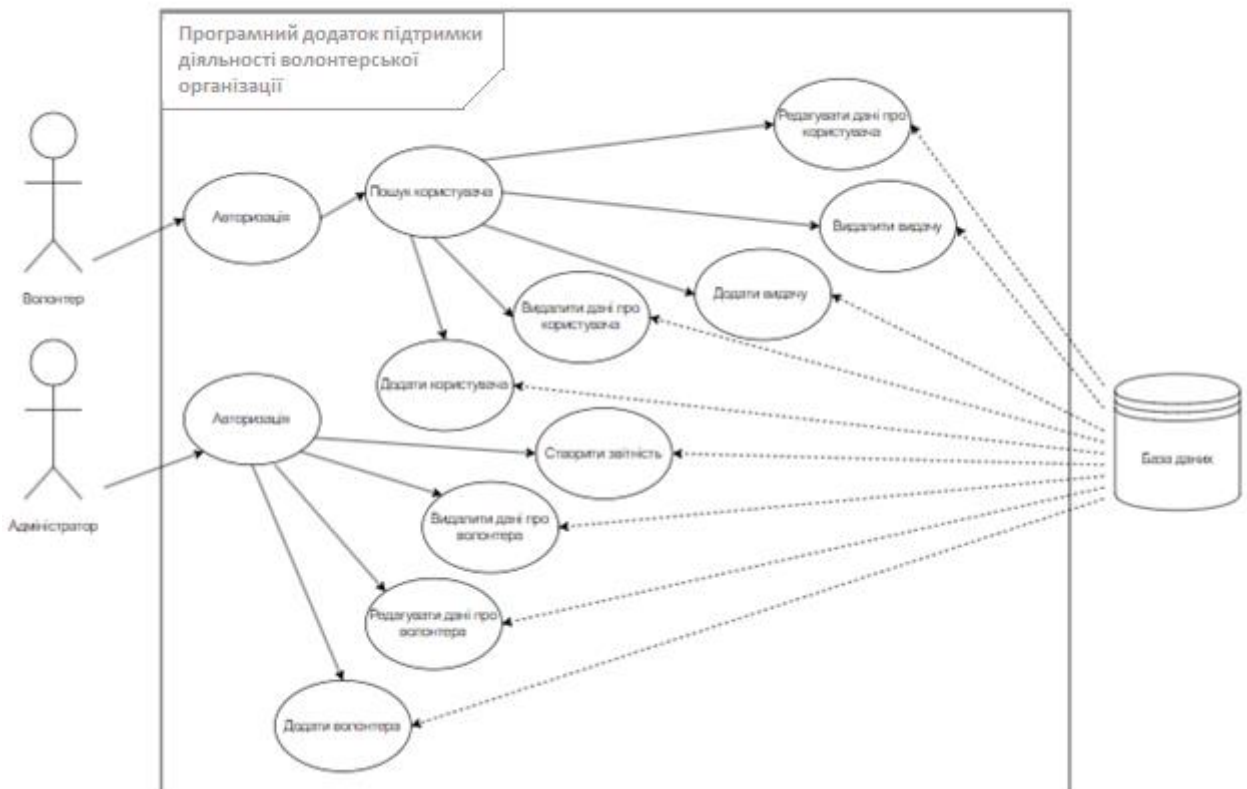 Програмний додаток підтримки
діяльності волонтерської
організації
Редагувати дані про
користувача
Пошук користувача
Авторизація
Видалити видачу
Волонтер
Додати видачу
Видалити дані про
користувача
Додати користувача
Авторизація
Створити звітність
База даних
Адміністратор
Видалити дані про
волонтера
Редагувати дані про
волонтера
Додати волонтера